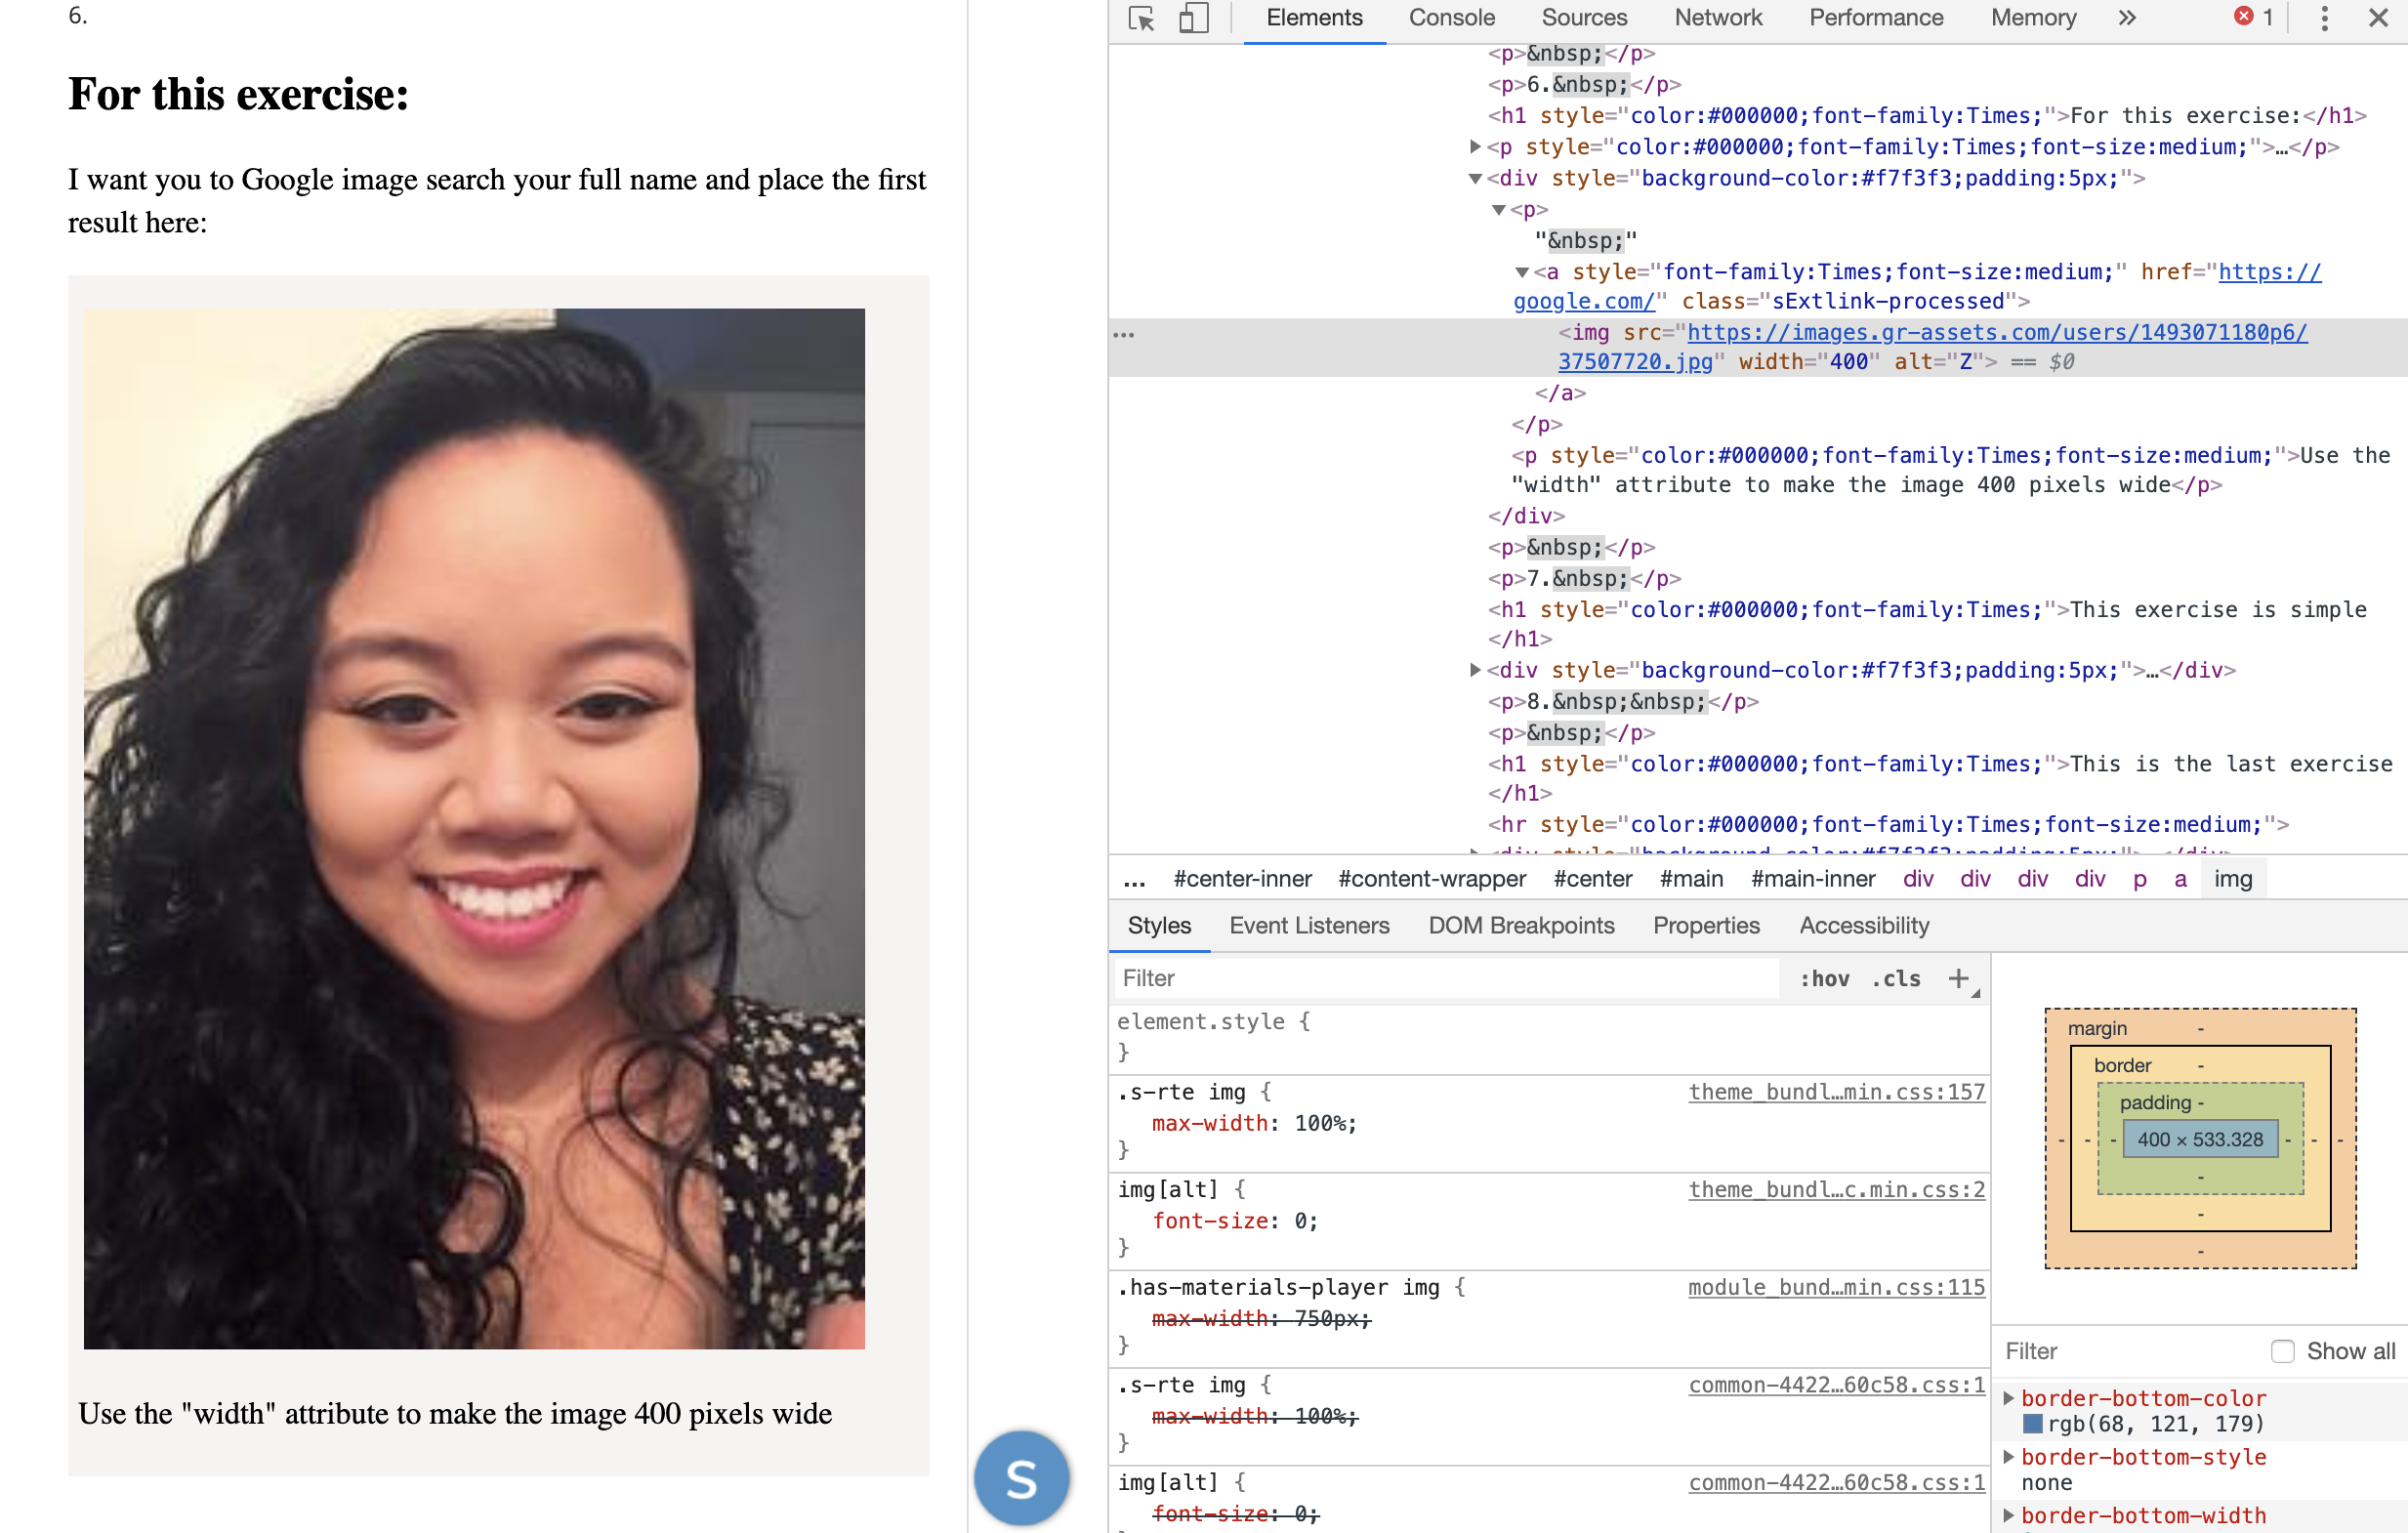 6.
For this exercise:
I want you to Google image search your full name and place the first
result here:
Use the "width" attribute to make the image 400 pixels wide
S
Elements Console Sources Network Performance Memory » 1
<p>&nbsp;</p>
<p>6.&nbsp;</p>
<h1 style="color:#000000;font-family:Times;">For this exercise:</h1>
<p style="color:#000000;font-family:Times;font-size:medium;">…</p>
<div style="background-color:#f7f3f3;padding:5px;">
<p>
"&nbsp;"
<a style="font-family:Times;font-size:medium;" href="https://
google.com/" class="sExtlink-processed">
… <img src="https://images.gr-assets.com/users/1493071180p6/
37507720.jpg" width="400" alt="Z"> == $0
</a>
</p>
<p style="color:#000000;font-family:Times;font-size:medium;">Use the
"width" attribute to make the image 400 pixels wide</p>
</div>
<p>&nbsp;</p>
<p>7.&nbsp;</p>
<h1 style="color:#000000;font-family:Times;">This exercise is simple
</h1>
<div style="background-color:#f7f3f3;padding:5px;">…</div>
<p>8.&nbsp;&nbsp;</p>
<p>&nbsp;</p>
<h1 style="color:#000000;font-family:Times;">This is the last exercise
</h1>
<hr style="color:#000000;font-family:Times;font-size:medium;">
... #center-inner #content-wrapper #center #main #main-inner div div div div p a img
Styles Event Listeners DOM Breakpoints Properties Accessibility
Filter :hov .cls +
element.style {
}
.s-rte img { theme_bundl…min.css:157
max-width: 100%;
}
img[alt] { theme_bundl…c.min.css:2
font-size: 0;
}
.has-materials-player img { module_bund…min.css:115
max-width: 750px;
}
.s-rte img { common-4422…60c58.css:1
max-width: 100%;
}
img[alt] { common-4422…60c58.css:1
font-size: 0;
margin -
border -
padding -
- - - 400 × 533.328 - - -
-
-
-
Filter Show all
border-bottom-color
rgb(68, 121, 179)
border-bottom-style
none
border-bottom-width